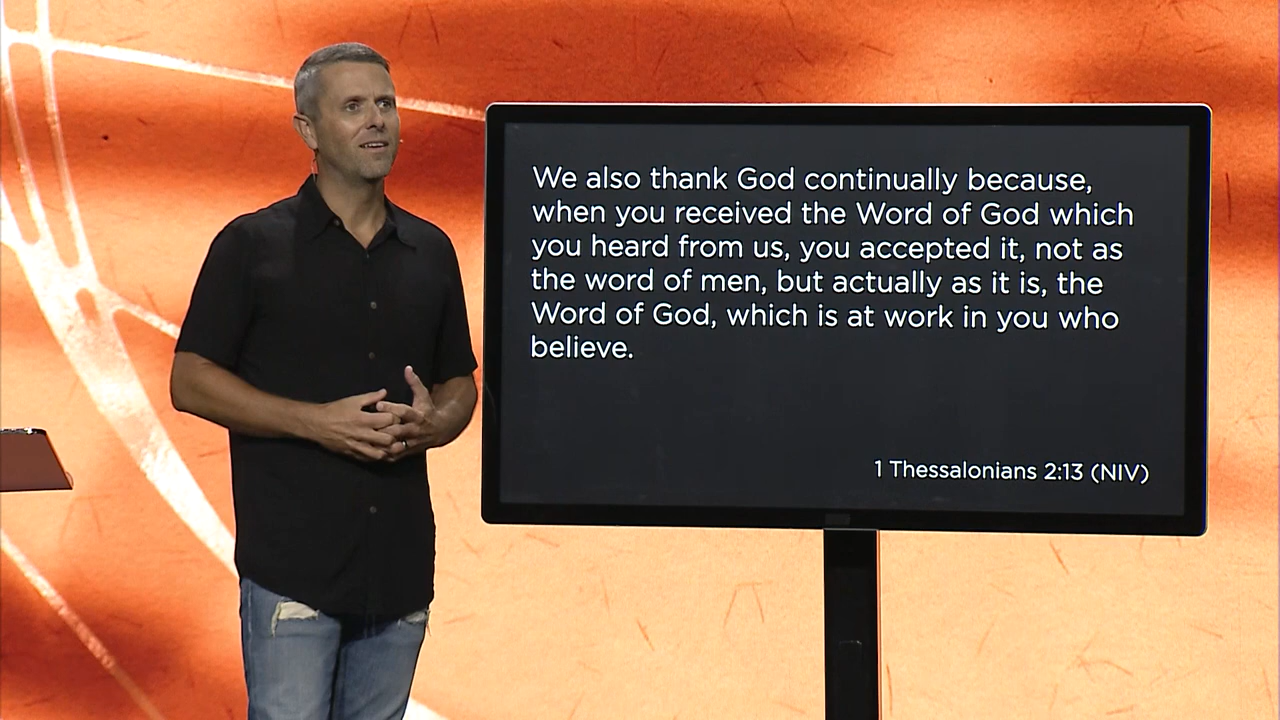 We also thank God continually because,
when you received the Word of God which
you heard from us, you accepted it, not as
the word of men, but actually as it is, the
Word of God, which is at work in you who
believe.
1 Thessalonians 2:13 (NIV)